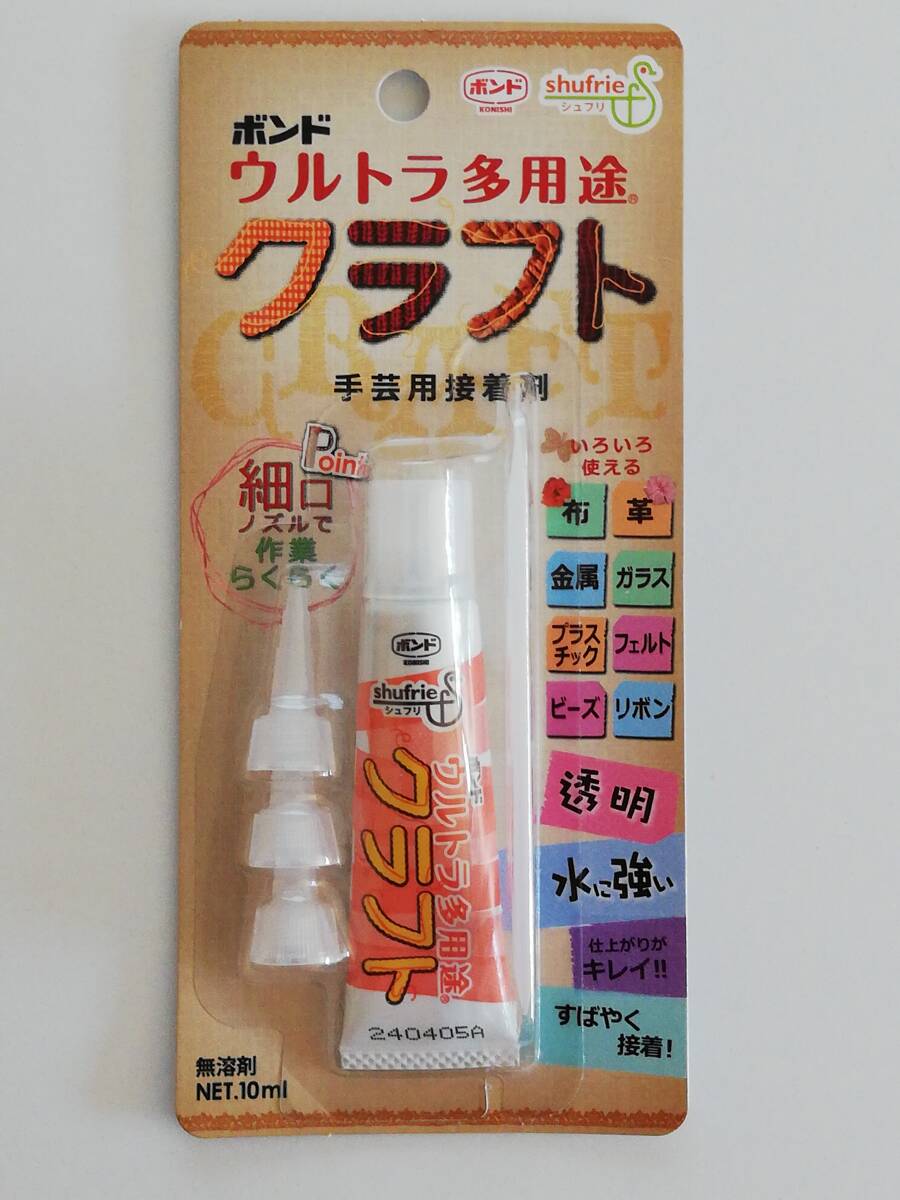 ボンド
KONISHI
shufrie
シュフリ
ボンド
ウルトラ多用途®
クラフト
CRAFT
手芸用接着剤
Point
細口
ノズルで
作業
らくらく
いろいろ
使える
布
革
金属
ガラス
プラス
チック
フェルト
ビーズ
リボン
透明
水に強い
仕上がりが
キレイ!!
すばやく
接着!
ボンド
KONISHI
shufrie
シュフリ
ボンド
ウルトラ多用途®
クラフト
240405A
無溶剤
NET.10ml